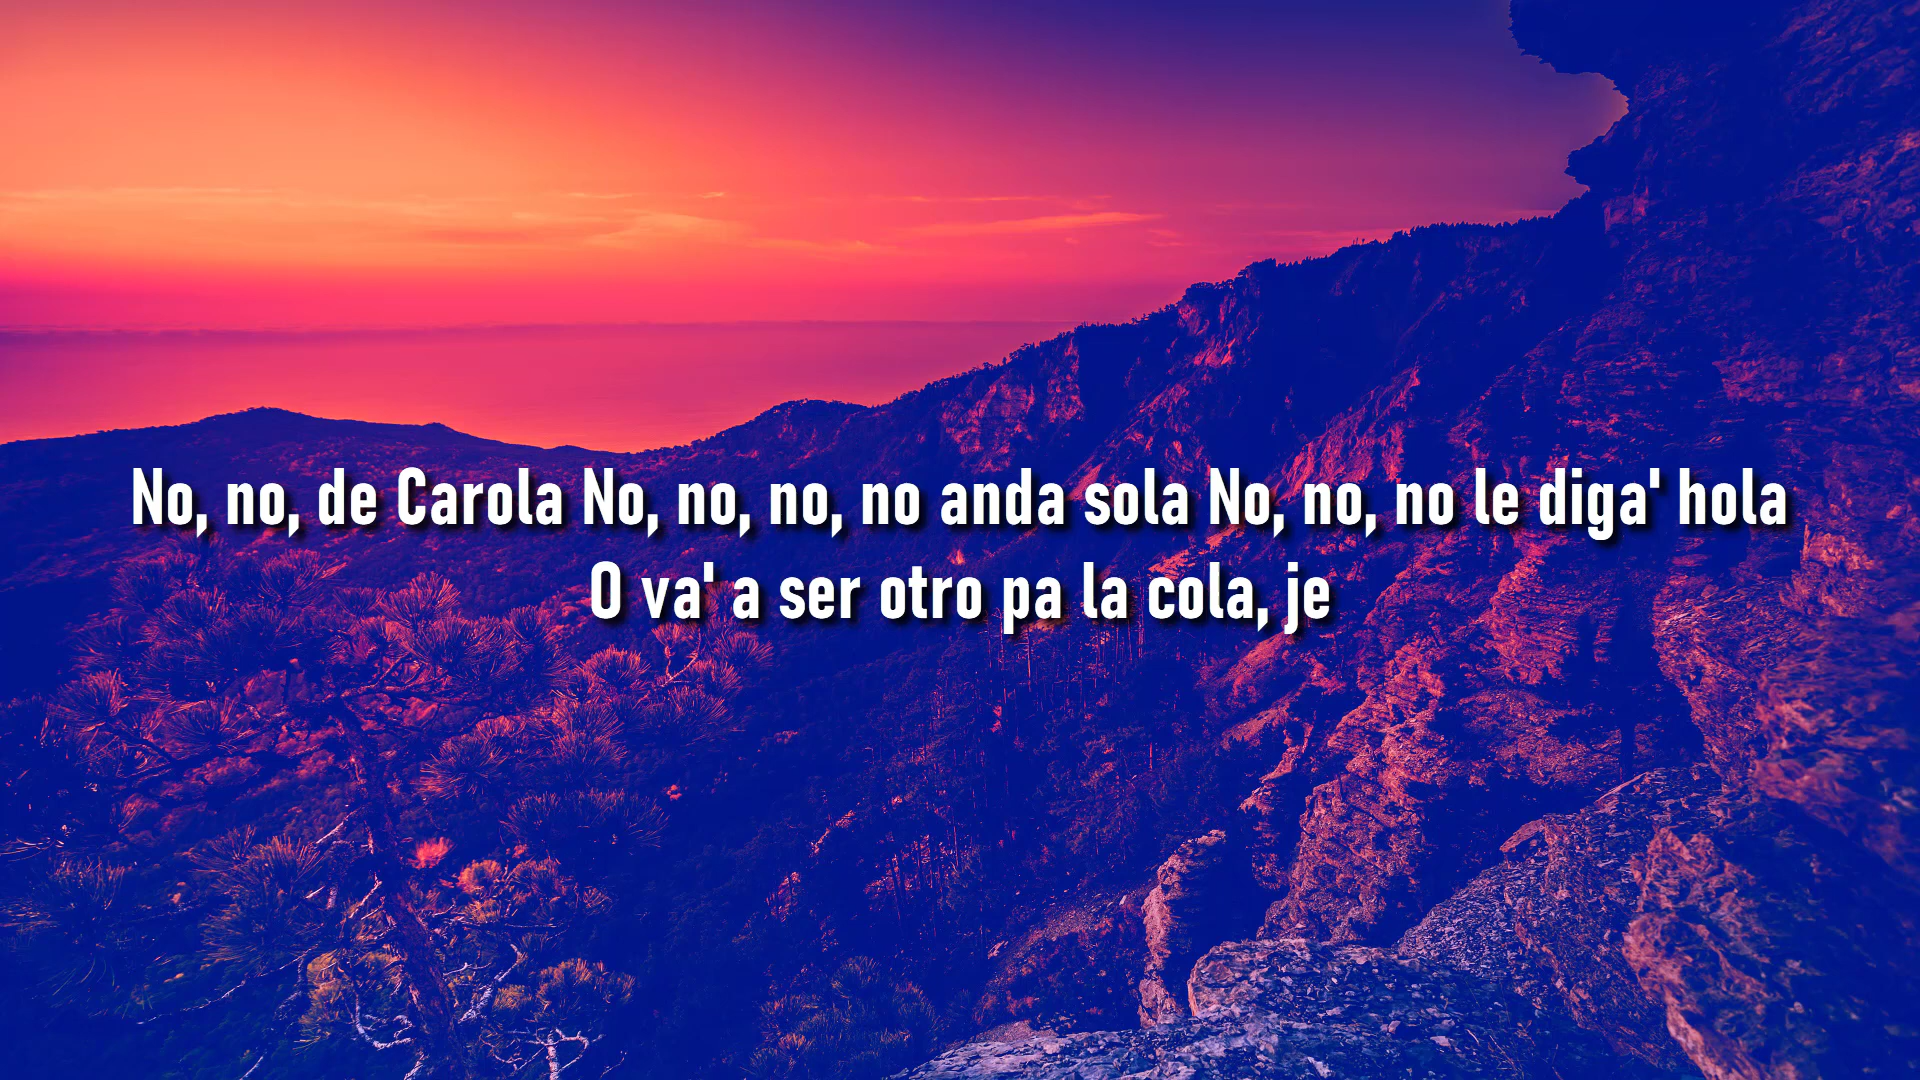 No, no, de Carola No, no, no, no anda sola No, no, no le diga' hola
O va' a ser otro pa la cola, je